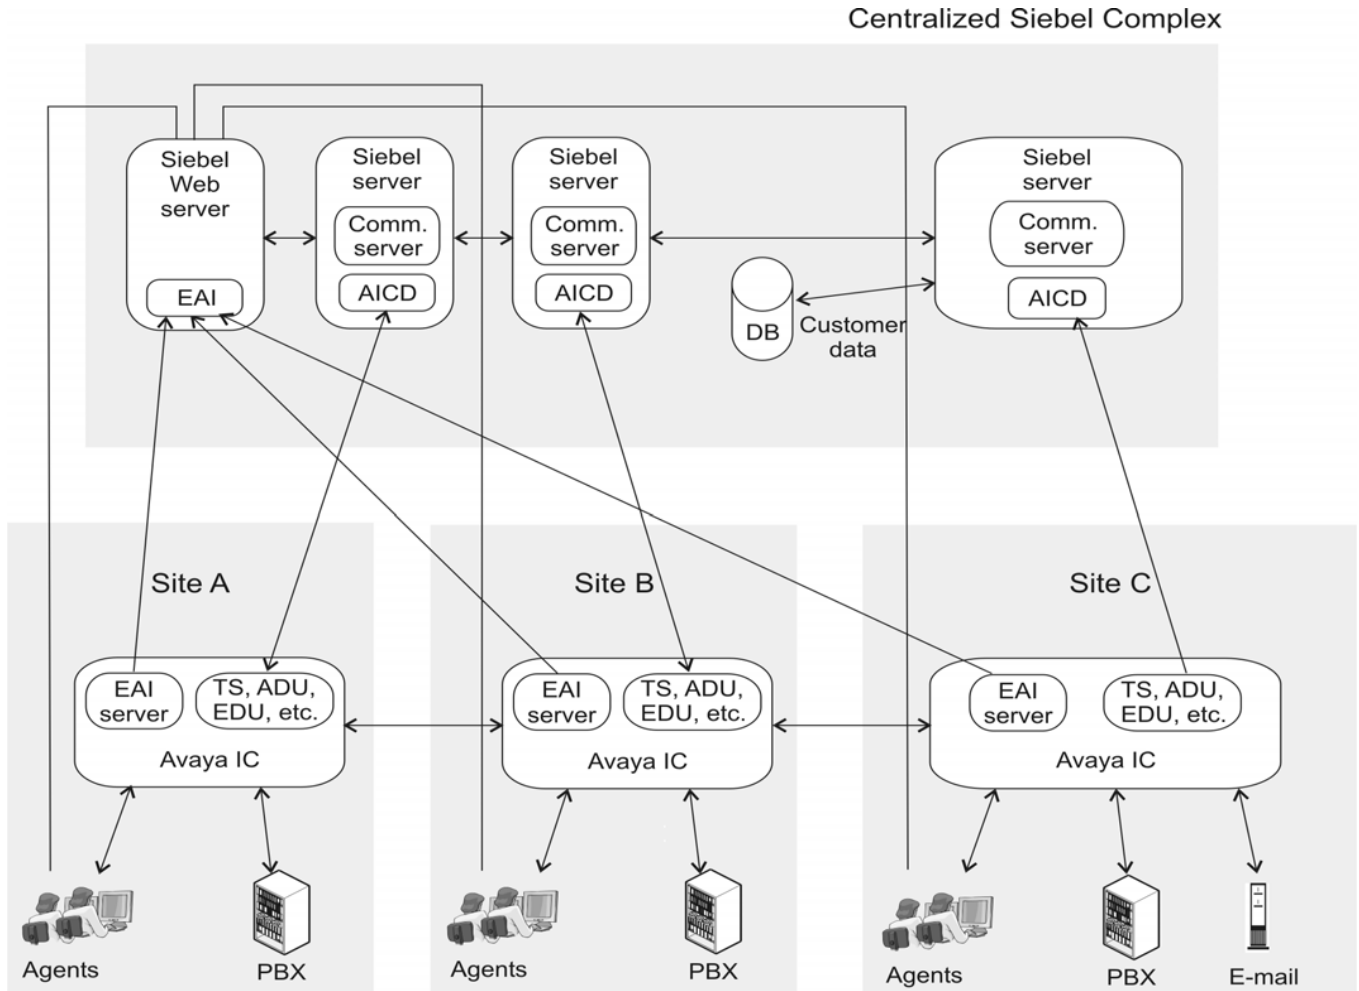 Centralized Siebel Complex
Siebel
Web
server
EAI
Siebel
server
Comm.
server
AICD
Siebel
server
Comm.
server
AICD
DB
Customer
data
Siebel
server
Comm.
server
AICD
Site A
EAI
server
TS, ADU,
EDU, etc.
Avaya IC
Agents
PBX
Site B
EAI
server
TS, ADU,
EDU, etc.
Avaya IC
Agents
PBX
Site C
EAI
server
TS, ADU,
EDU, etc.
Avaya IC
Agents
PBX
E-mail